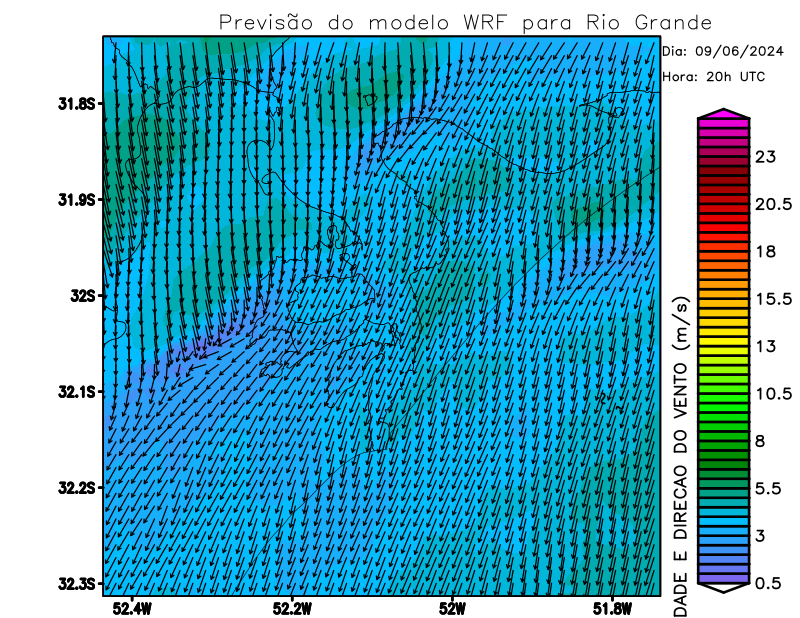 Previsão do modelo WRF para Rio Grande
Dia: 09/06/2024
Hora: 20h UTC
31.8S
31.9S
32S
32.1S
32.2S
32.3S
52.4W
52.2W
52W
51.8W
23
20.5
18
15.5
13
10.5
8
5.5
3
0.5
DADE E DIRECAO DO VENTO (m/s)